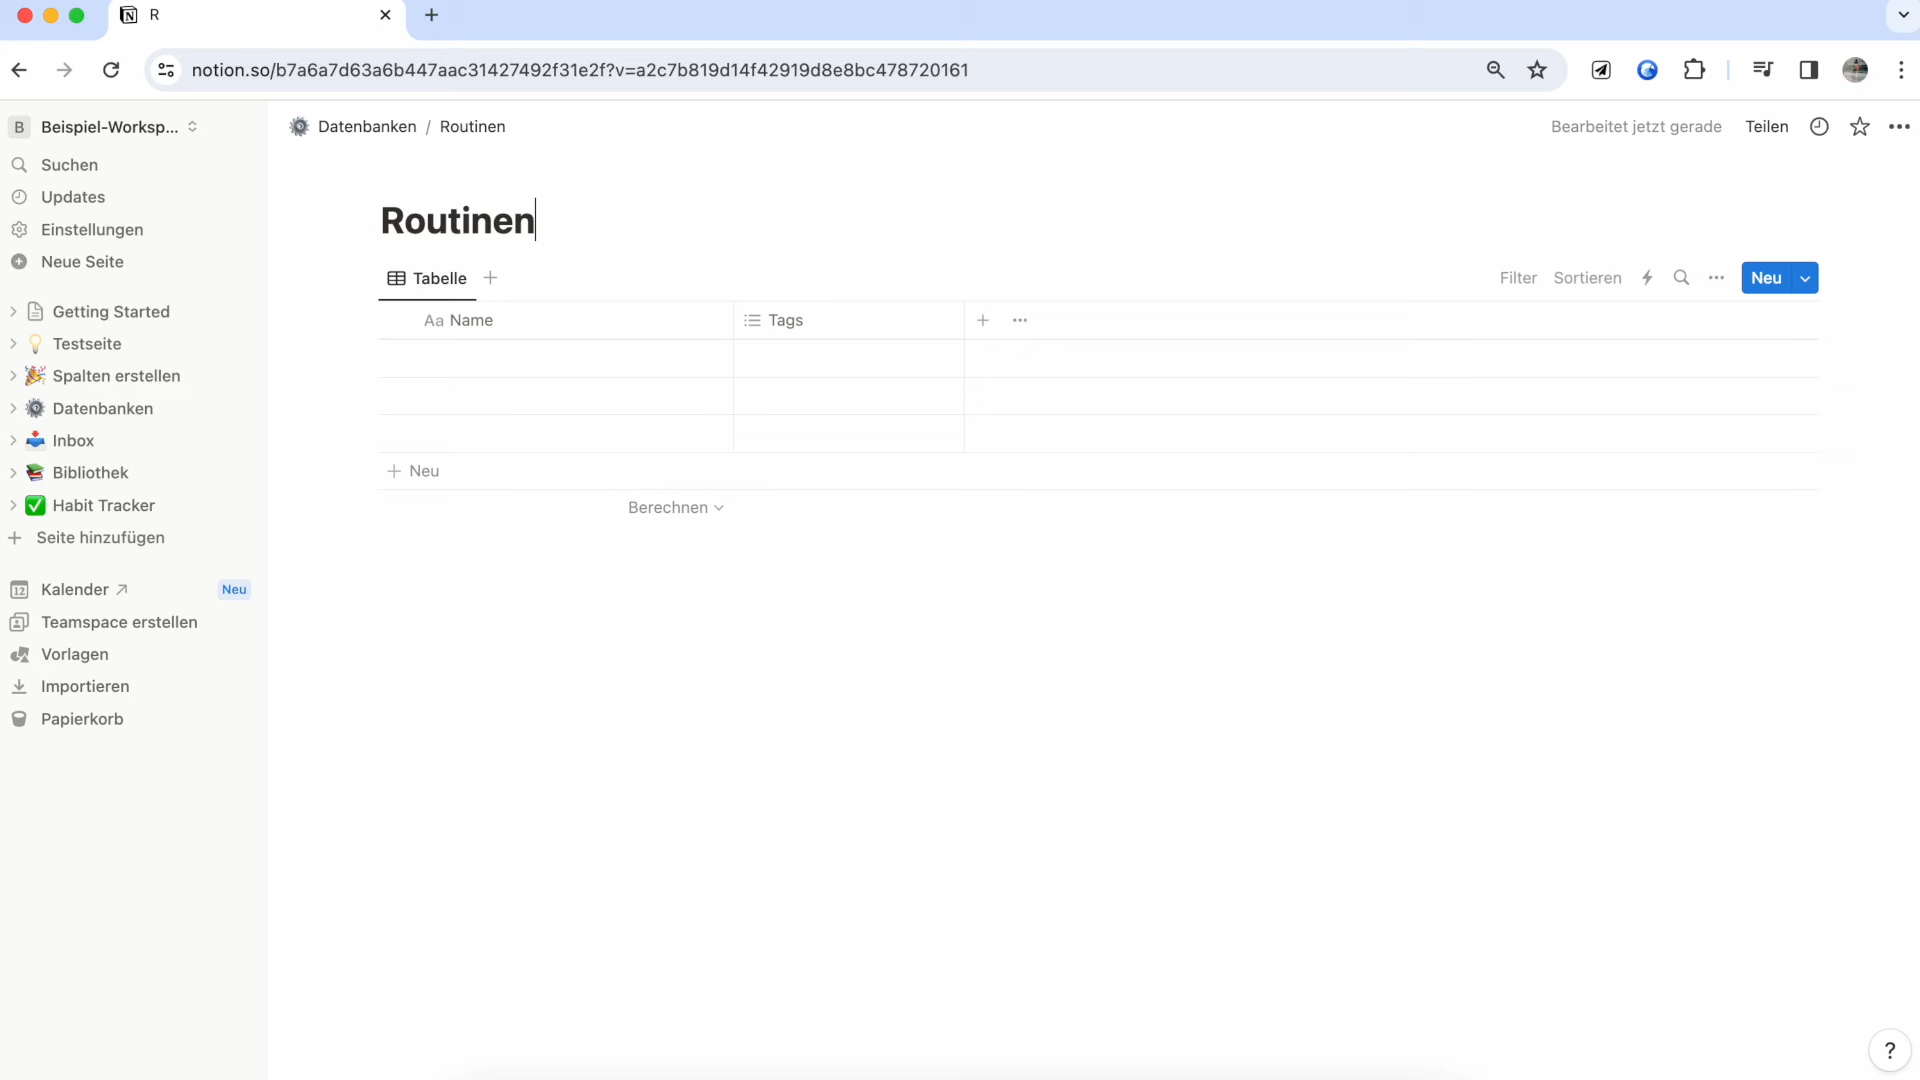 R
notion.so/b7a6a7d63a6b447aac31427492f31e2f?v=a2c7b819d14f42919d8e8bc478720161
B Beispiel-Worksp...
Datenbanken / Routinen
Bearbeitet jetzt gerade
Teilen
Suchen
Updates
Einstellungen
Neue Seite
Getting Started
Testseite
Spalten erstellen
Datenbanken
Inbox
Bibliothek
Habit Tracker
Seite hinzufügen
12 Kalender ↗ Neu
Teamspace erstellen
Vorlagen
Importieren
Papierkorb
Routinen
Tabelle
Filter Sortieren Neu
Aa Name Tags
+ Neu
Berechnen
?